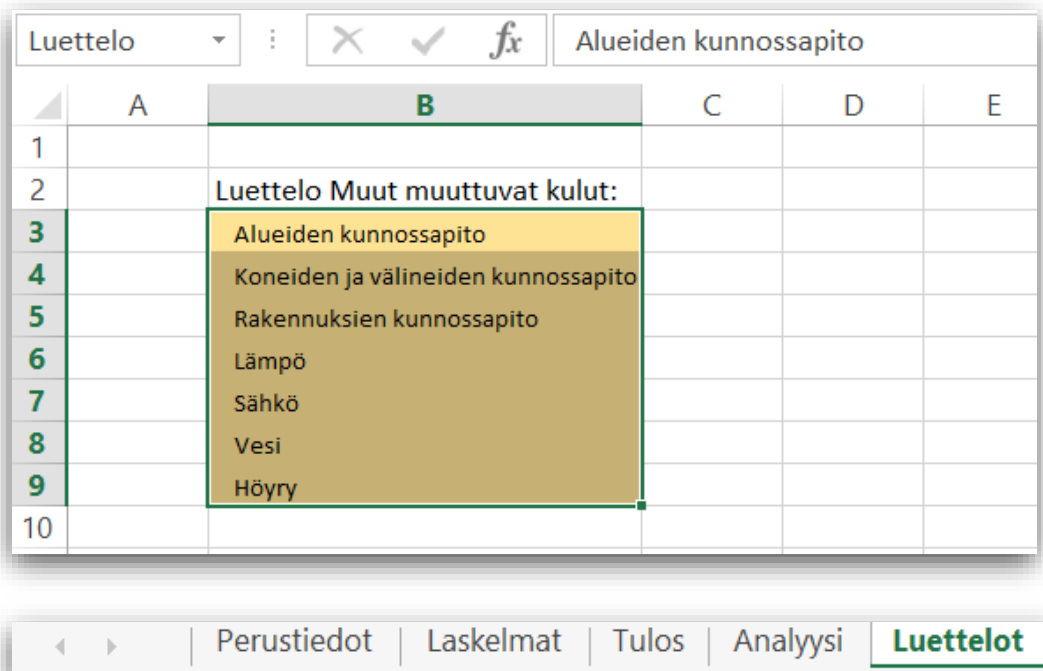 Luettelo fx Alueiden kunnossapito
A B C D E
1
2 Luettelo Muut muuttuvat kulut:
3 Alueiden kunnossapito
4 Koneiden ja välineiden kunnossapito
5 Rakennuksien kunnossapito
6 Lämpö
7 Sähkö
8 Vesi
9 Höyry
10
Perustiedot Laskelmat Tulos Analyysi Luettelot